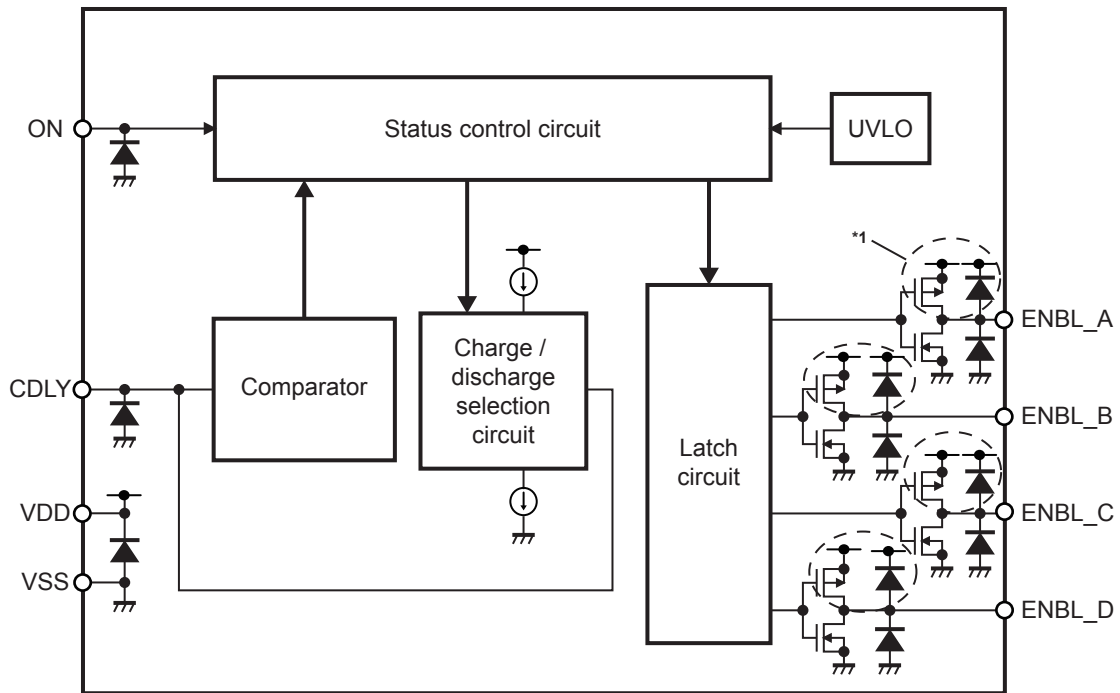 ON
Status control circuit
UVLO
*1
ENBL_A
Charge /
discharge
selection
circuit
Comparator
CDLY
ENBL_B
Latch
circuit
VDD
ENBL_C
VSS
ENBL_D